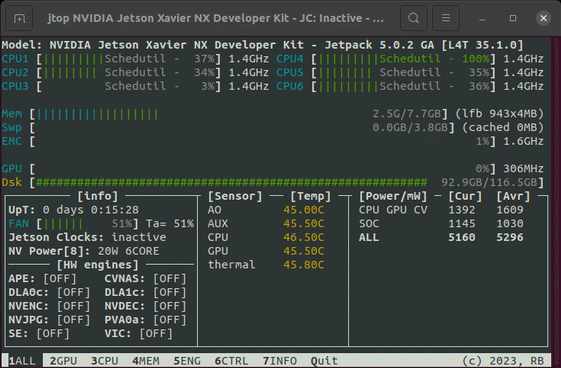 jtop NVIDIA Jetson Xavier NX Developer Kit - JC: Inactive - ...
Model: NVIDIA Jetson Xavier NX Developer Kit - Jetpack 5.0.2 GA [L4T 35.1.0]
CPU1 [|||||||||Schedutil - 37%] 1.4GHz CPU4 [|||||||||Schedutil - 100%] 1.4GHz
CPU2 [|||||||| Schedutil - 34%] 1.4GHz CPU5 [|||||||| Schedutil - 35%] 1.4GHz
CPU3 [ Schedutil - 3%] 1.4GHz CPU6 [|||||||||Schedutil - 36%] 1.4GHz
Mem [|||||||||||||||||||| 2.5G/7.7GB] (lfb 943x4MB)
Swp [ 0.0GB/3.8GB] (cached 0MB)
EMC [ 1%] 1.6GHz
GPU [ 0%] 306MHz
Dsk [############################################################ 92.9GB/116.5GB]
[info] [Sensor] [Temp] [Power/mW] [Cur] [Avr]
UpT: 0 days 0:15:28 AO 45.00C CPU GPU CV 1392 1609
FAN [|||||| 51%] Ta= 51% AUX 45.50C SOC 1145 1030
Jetson Clocks: inactive CPU 46.50C ALL 5160 5296
NV Power[8]: 20W 6CORE GPU 45.50C
[HW engines] thermal 45.80C
APE: [OFF] CVNAS: [OFF]
DLA0c: [OFF] DLA1c: [OFF]
NVENC: [OFF] NVDEC: [OFF]
NVJPG: [OFF] PVA0a: [OFF]
SE: [OFF] VIC: [OFF]
1ALL 2GPU 3CPU 4MEM 5ENG 6CTRL 7INFO Quit (c) 2023, RB